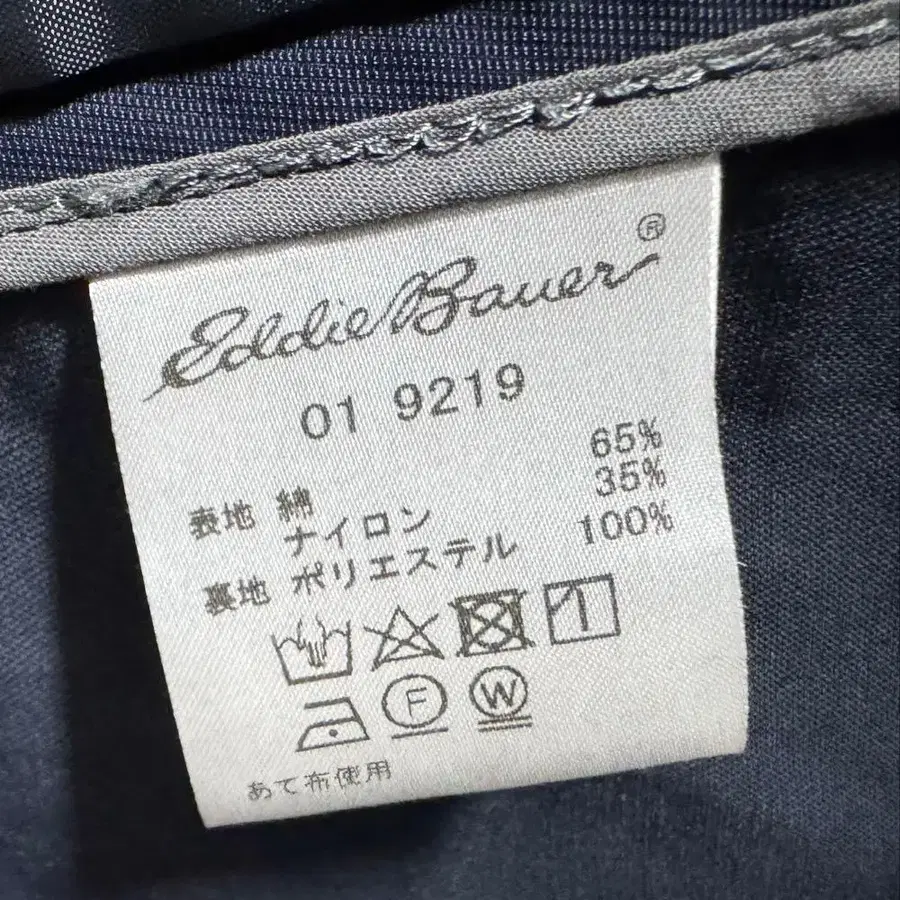 Eddie Bauer®
01 9219
表地 綿 65%
ナイロン 35%
裏地 ポリエステル 100%
F W
あて布使用